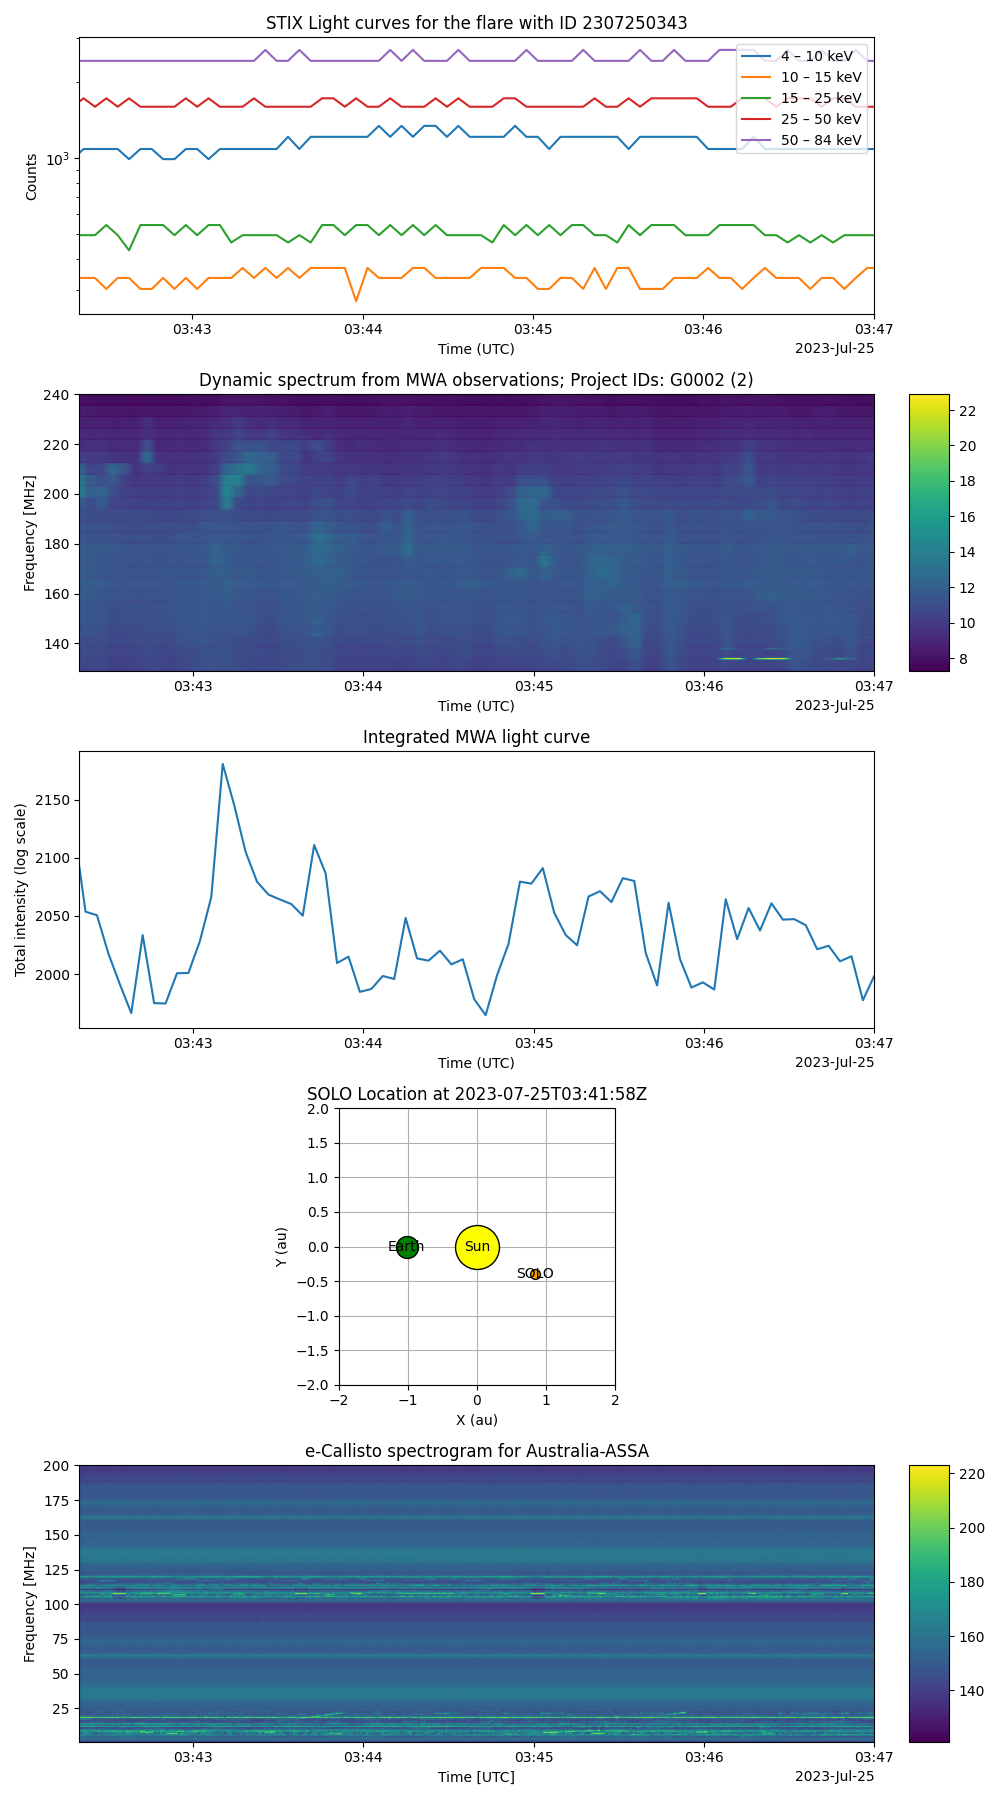 STIX Light curves for the flare with ID 2307250343
4 – 10 keV
10 – 15 keV
15 – 25 keV
25 – 50 keV
50 – 84 keV
Counts
10³
03:43 03:44 03:45 03:46 03:47
Time (UTC)
2023-Jul-25
Dynamic spectrum from MWA observations; Project IDs: G0002 (2)
Frequency [MHz]
240
220
200
180
160
140
22
20
18
16
14
12
10
8
03:43 03:44 03:45 03:46 03:47
Time (UTC)
2023-Jul-25
Integrated MWA light curve
Total intensity (log scale)
2150
2100
2050
2000
03:43 03:44 03:45 03:46 03:47
Time (UTC)
2023-Jul-25
SOLO Location at 2023-07-25T03:41:58Z
Y (au)
2.0
1.5
1.0
0.5
0.0
−0.5
−1.0
−1.5
−2.0
Earth
Sun
SOLO
−2 −1 0 1 2
X (au)
e-Callisto spectrogram for Australia-ASSA
Frequency [MHz]
200
175
150
125
100
75
50
25
220
200
180
160
140
03:43 03:44 03:45 03:46 03:47
Time [UTC]
2023-Jul-25